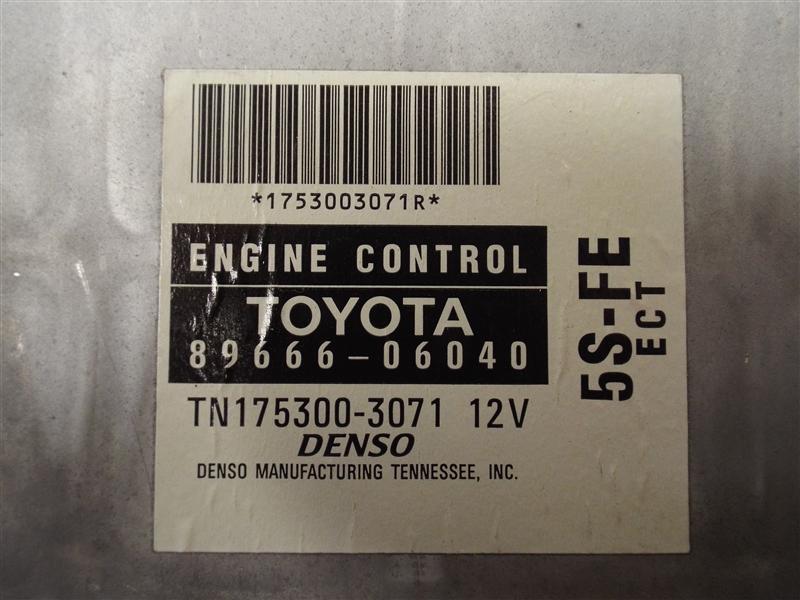 *1753003071R*
ENGINE CONTROL
TOYOTA
89666-06040
TN175300-3071 12V
DENSO
DENSO MANUFACTURING TENNESSEE, INC.
5S-FE
ECT